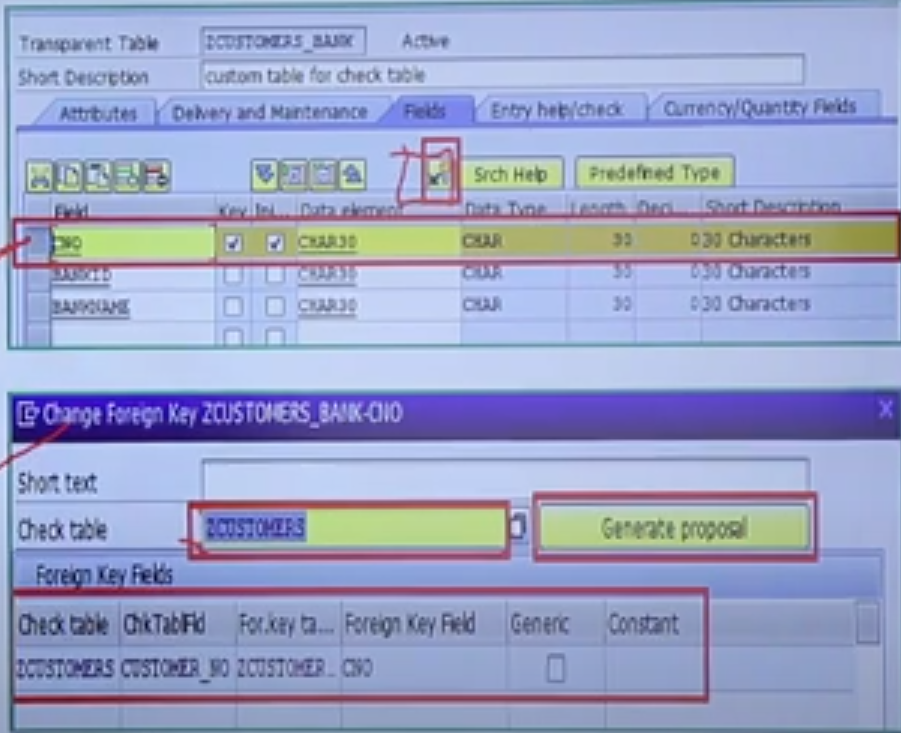 Transparent Table ZCUSTOMERS_BANK Active
Short Description custom table for check table
Attributes Delivery and Maintenance Fields Entry help/check Currency/Quantity Fields
Srch Help Predefined Type
Field Key Ini... Data element Data Type Length Deci... Short Description
CNO CHAR30 CHAR 30 0 30 Characters
BANKID CHAR30 CHAR 30 0 30 Characters
BANKNAME CHAR30 CHAR 30 0 30 Characters
Change Foreign Key ZCUSTOMERS_BANK-CNO X
Short text
Check table ZCUSTOMERS Generate proposal
Foreign Key Fields
Check table ChkTablFld For.key ta... Foreign Key Field Generic Constant
ZCUSTOMERS CUSTOMER_NO ZCUSTOMER.. CNO